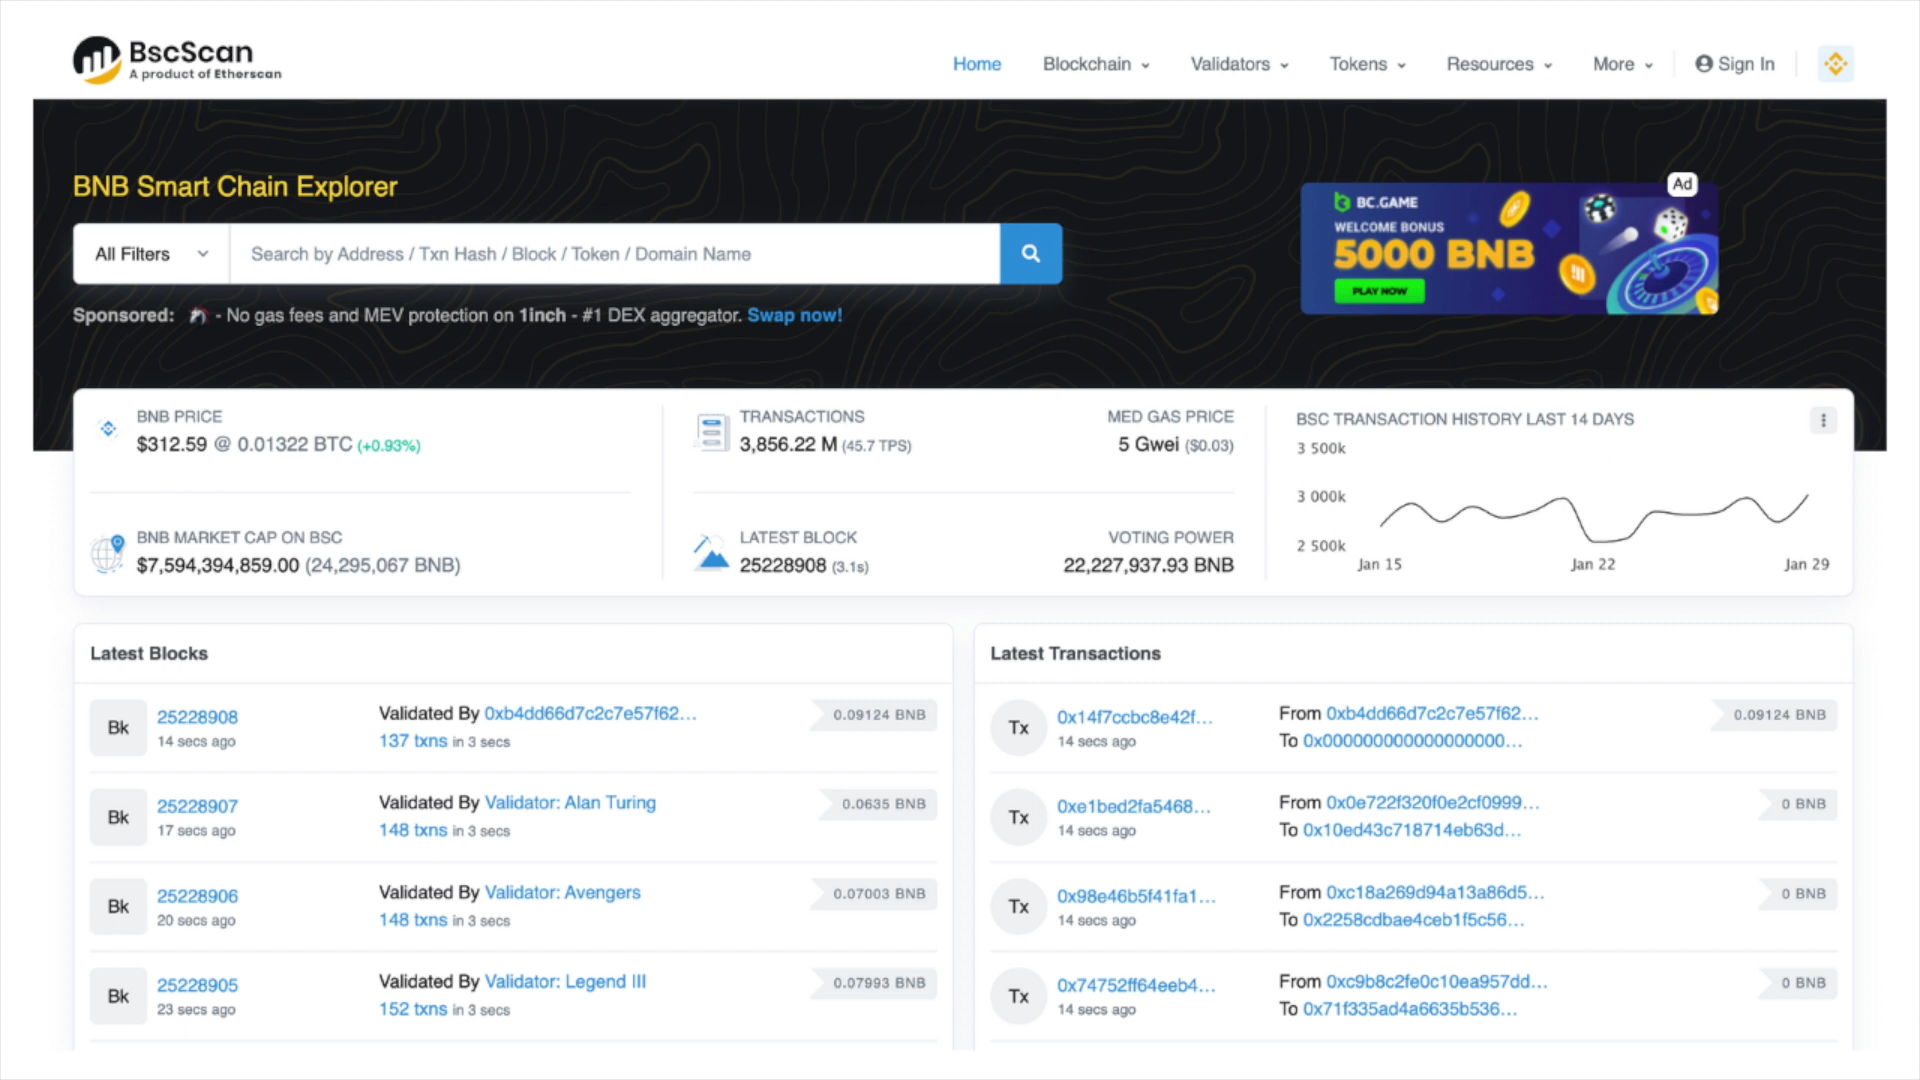 BscScan
A product of Etherscan
Home Blockchain Validators Tokens Resources More Sign In
BNB Smart Chain Explorer
All Filters Search by Address / Txn Hash / Block / Token / Domain Name
Sponsored: - No gas fees and MEV protection on 1inch - #1 DEX aggregator. Swap now!
Ad
BC.GAME
WELCOME BONUS
5000 BNB
PLAY NOW
BNB PRICE
$312.59 @ 0.01322 BTC (+0.93%)
BNB MARKET CAP ON BSC
$7,594,394,859.00 (24,295,067 BNB)
TRANSACTIONS
3,856.22 M (45.7 TPS)
MED GAS PRICE
5 Gwei ($0.03)
LATEST BLOCK
25228908 (3.1s)
VOTING POWER
22,227,937.93 BNB
BSC TRANSACTION HISTORY LAST 14 DAYS
3 500k
3 000k
2 500k
Jan 15 Jan 22 Jan 29
Latest Blocks
Bk 25228908 Validated By 0xb4dd66d7c2c7e57f62... 0.09124 BNB
14 secs ago 137 txns in 3 secs
Bk 25228907 Validated By Validator: Alan Turing 0.0635 BNB
17 secs ago 148 txns in 3 secs
Bk 25228906 Validated By Validator: Avengers 0.07003 BNB
20 secs ago 148 txns in 3 secs
Bk 25228905 Validated By Validator: Legend III 0.07993 BNB
23 secs ago 152 txns in 3 secs
Latest Transactions
Tx 0x14f7ccbc8e42f... From 0xb4dd66d7c2c7e57f62... 0.09124 BNB
14 secs ago To 0x000000000000000000...
Tx 0xe1bed2fa5468... From 0x0e722f320f0e2cf0999... 0 BNB
14 secs ago To 0x10ed43c718714eb63d...
Tx 0x98e46b5f41fa1... From 0xc18a269d94a13a86d5... 0 BNB
14 secs ago To 0x2258cdbae4ceb1f5c56...
Tx 0x74752ff64eeb4... From 0xc9b8c2fe0c10ea957dd... 0 BNB
14 secs ago To 0x71f335ad4a6635b536...